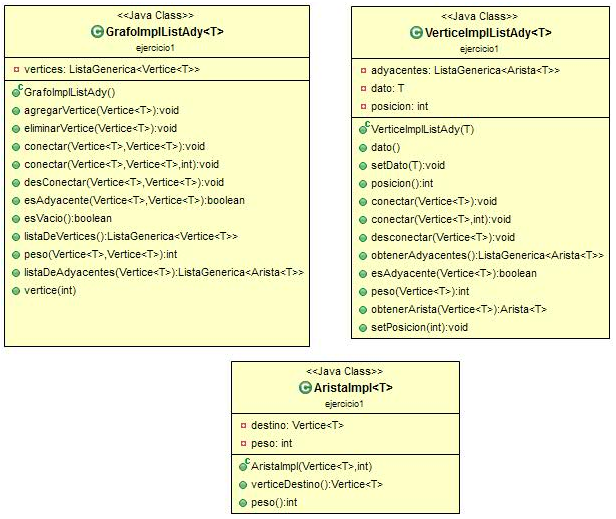 <<Java Class>>
GrafoImplListAdy<T>
ejercicio1
vertices: ListaGenerica<Vertice<T>>
GrafoImplListAdy()
agregarVertice(Vertice<T>):void
eliminarVertice(Vertice<T>):void
conectar(Vertice<T>,Vertice<T>):void
conectar(Vertice<T>,Vertice<T>,int):void
desConectar(Vertice<T>,Vertice<T>):void
esAdyacente(Vertice<T>,Vertice<T>):boolean
esVacio():boolean
listaDeVertices():ListaGenerica<Vertice<T>>
peso(Vertice<T>,Vertice<T>):int
listaDeAdyacentes(Vertice<T>):ListaGenerica<Arista<T>>
vertice(int)
<<Java Class>>
VerticeImplListAdy<T>
ejercicio1
adyacentes: ListaGenerica<Arista<T>>
dato: T
posicion: int
VerticeImplListAdy(T)
dato()
setDato(T):void
posicion():int
conectar(Vertice<T>):void
conectar(Vertice<T>,int):void
desconectar(Vertice<T>):void
obtenerAdyacentes():ListaGenerica<Arista<T>>
esAdyacente(Vertice<T>):boolean
peso(Vertice<T>):int
obtenerArista(Vertice<T>):Arista<T>
setPosicion(int):void
<<Java Class>>
AristaImpl<T>
ejercicio1
destino: Vertice<T>
peso: int
AristaImpl(Vertice<T>,int)
verticeDestino():Vertice<T>
peso():int